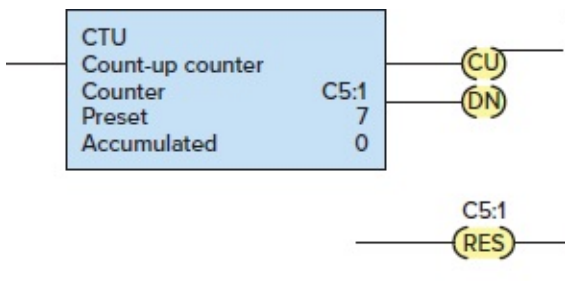 CTU
Count-up counter
Counter C5:1
Preset 7
Accumulated 0
CU
DN
C5:1
RES